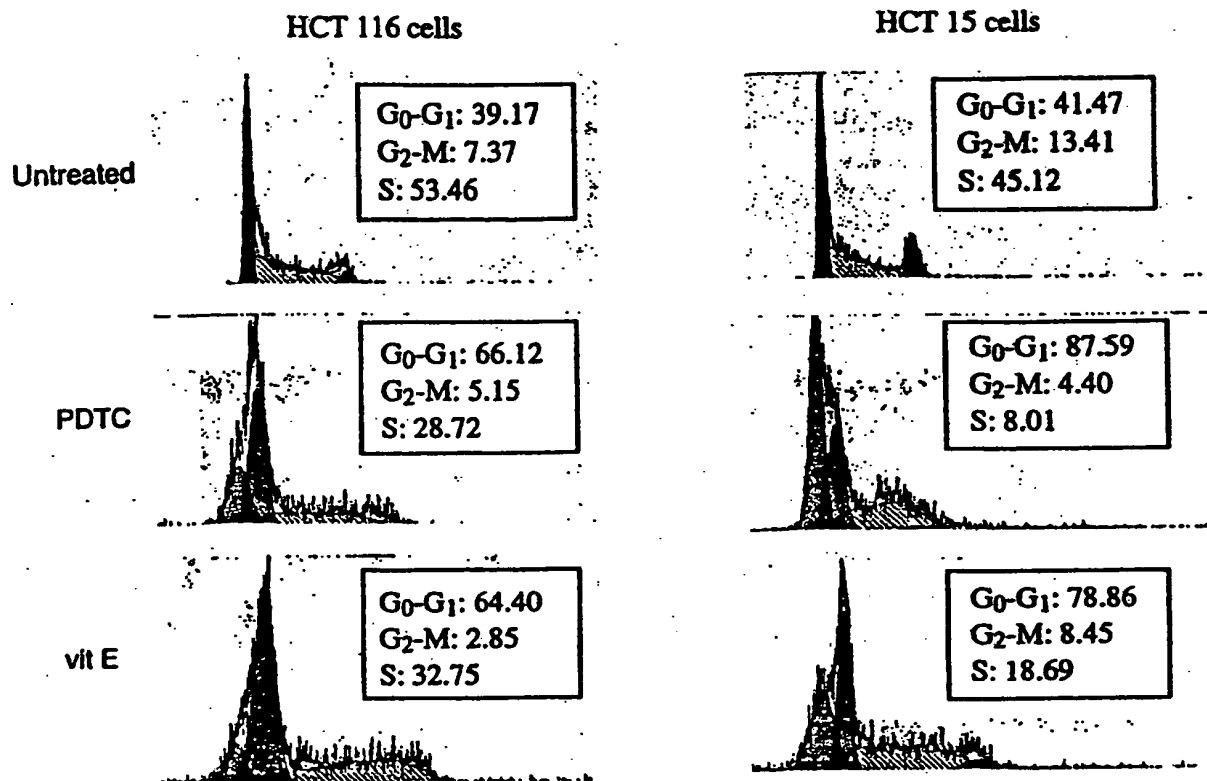 HCT 116 cells
HCT 15 cells
Untreated
G₀-G₁: 39.17
G₂-M: 7.37
S: 53.46
G₀-G₁: 41.47
G₂-M: 13.41
S: 45.12
PDTC
G₀-G₁: 66.12
G₂-M: 5.15
S: 28.72
G₀-G₁: 87.59
G₂-M: 4.40
S: 8.01
vit E
G₀-G₁: 64.40
G₂-M: 2.85
S: 32.75
G₀-G₁: 78.86
G₂-M: 8.45
S: 18.69